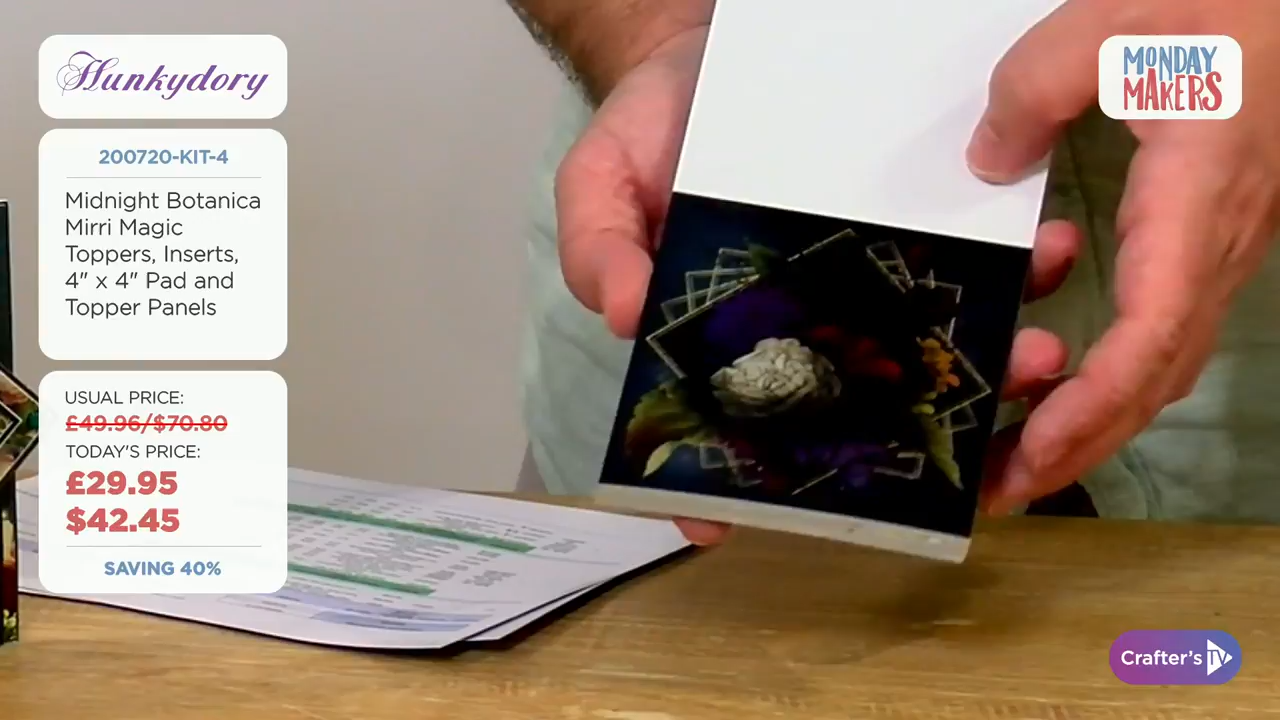 Hunkydory
200720-KIT-4
Midnight Botanica
Mirri Magic
Toppers, Inserts,
4" x 4" Pad and
Topper Panels
USUAL PRICE:
£49.96/$70.80
TODAY'S PRICE:
£29.95
$42.45
SAVING 40%
MONDAY
MAKERS
Crafter's TV